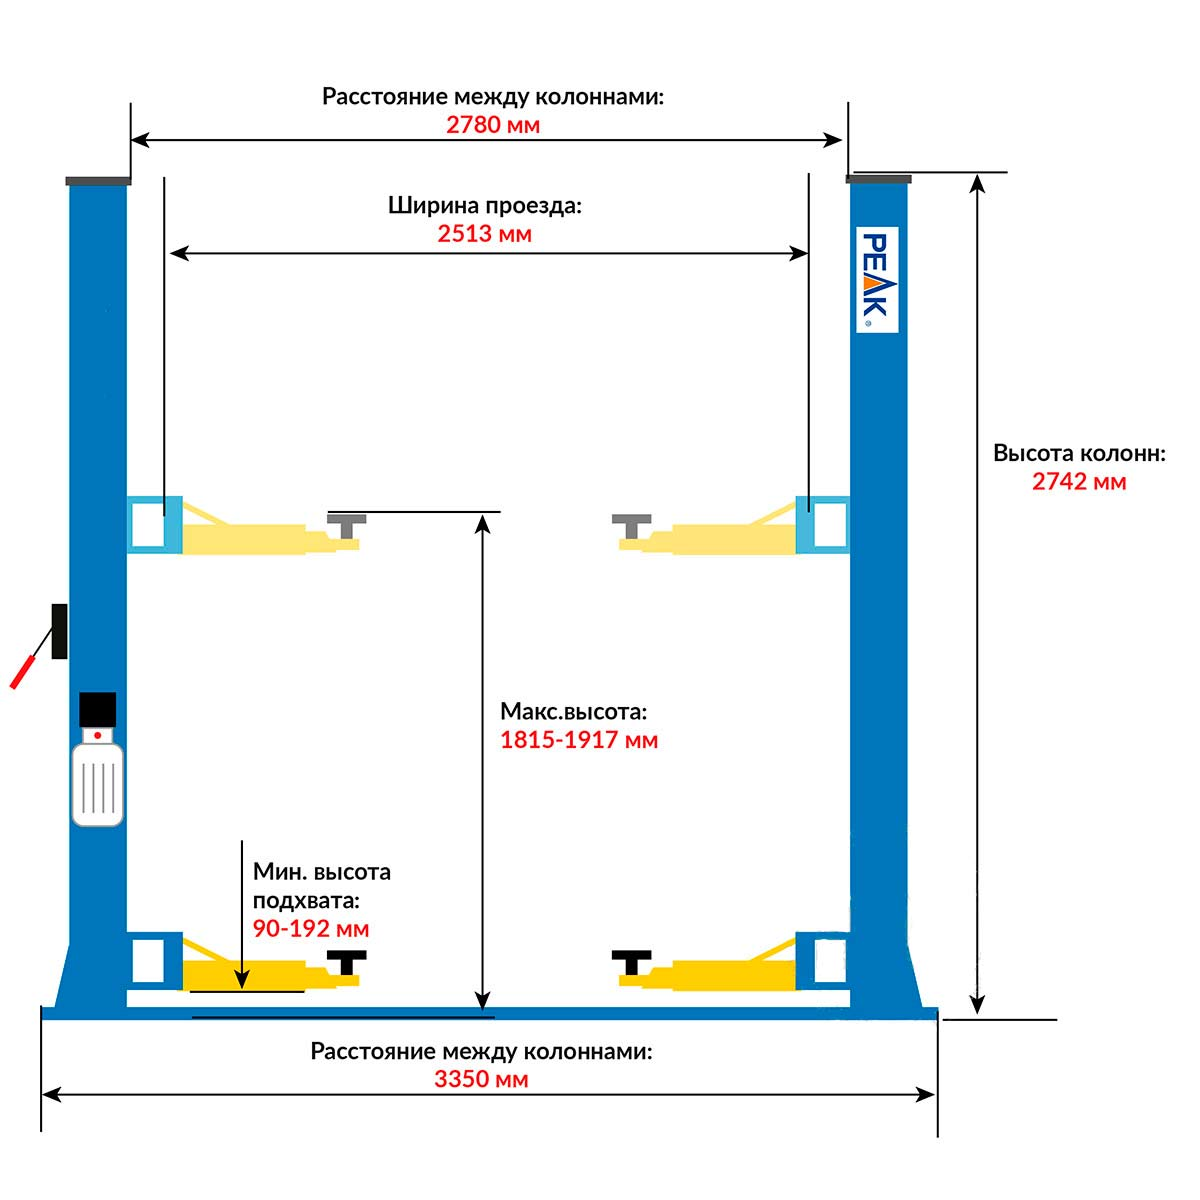 Расстояние между колоннами:
2780 мм
Ширина проезда:
2513 мм
PEAK®
Высота колонн:
2742 мм
Макс.высота:
1815-1917 мм
Мин. высота
подхвата:
90-192 мм
Расстояние между колоннами:
3350 мм